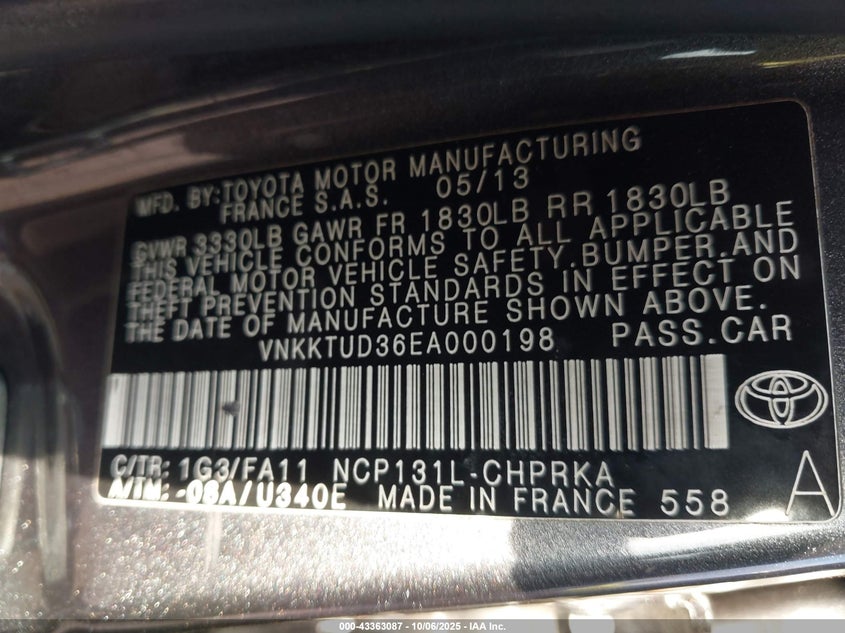 MFD. BY:TOYOTA MOTOR MANUFACTURING
FRANCE S.A.S. 05/13
GVWR 3330LB GAWR FR 1830LB RR 1830LB
THIS VEHICLE CONFORMS TO ALL APPLICABLE
FEDERAL MOTOR VEHICLE SAFETY,BUMPER,AND
THEFT PREVENTION STANDARDS IN EFFECT ON
THE DATE OF MANUFACTURE SHOWN ABOVE.
VNKKTUD36EA000198 PASS.CAR
C/TR: 1G3/FA11 NCP131L-CHPRKA
A/TM: -06A/U340E MADE IN FRANCE 558
A
000-43363087 - 10/06/2025 - IAA Inc.